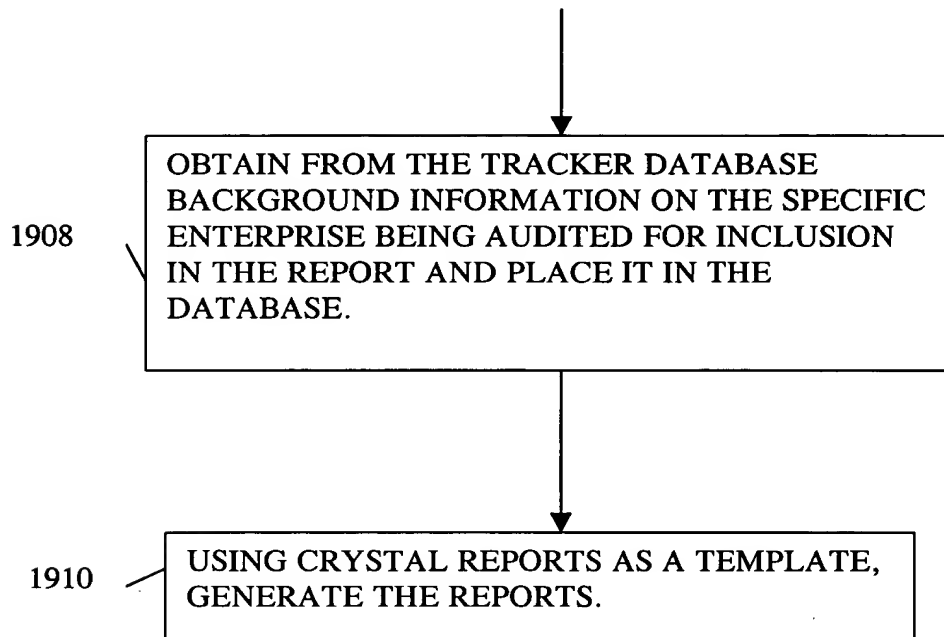 1908
OBTAIN FROM THE TRACKER DATABASE
BACKGROUND INFORMATION ON THE SPECIFIC
ENTERPRISE BEING AUDITED FOR INCLUSION
IN THE REPORT AND PLACE IT IN THE
DATABASE.
1910
USING CRYSTAL REPORTS AS A TEMPLATE,
GENERATE THE REPORTS.